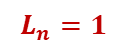 Lₙ = 1